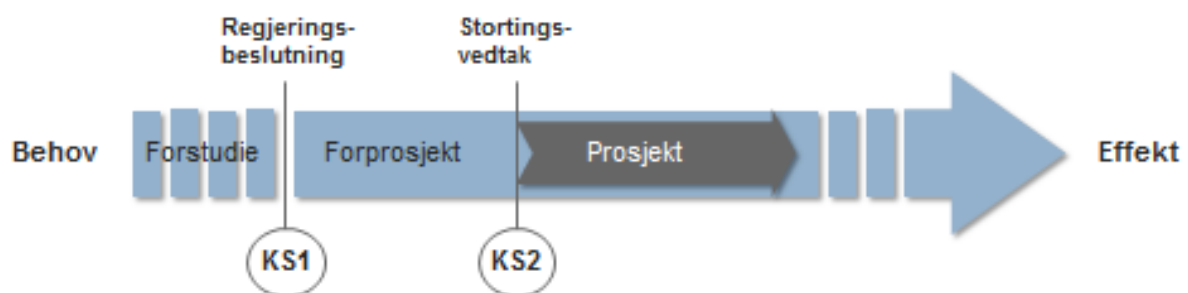 Regjerings-
beslutning
Stortings-
vedtak
Behov
Forstudie
Forprosjekt
Prosjekt
Effekt
KS1
KS2